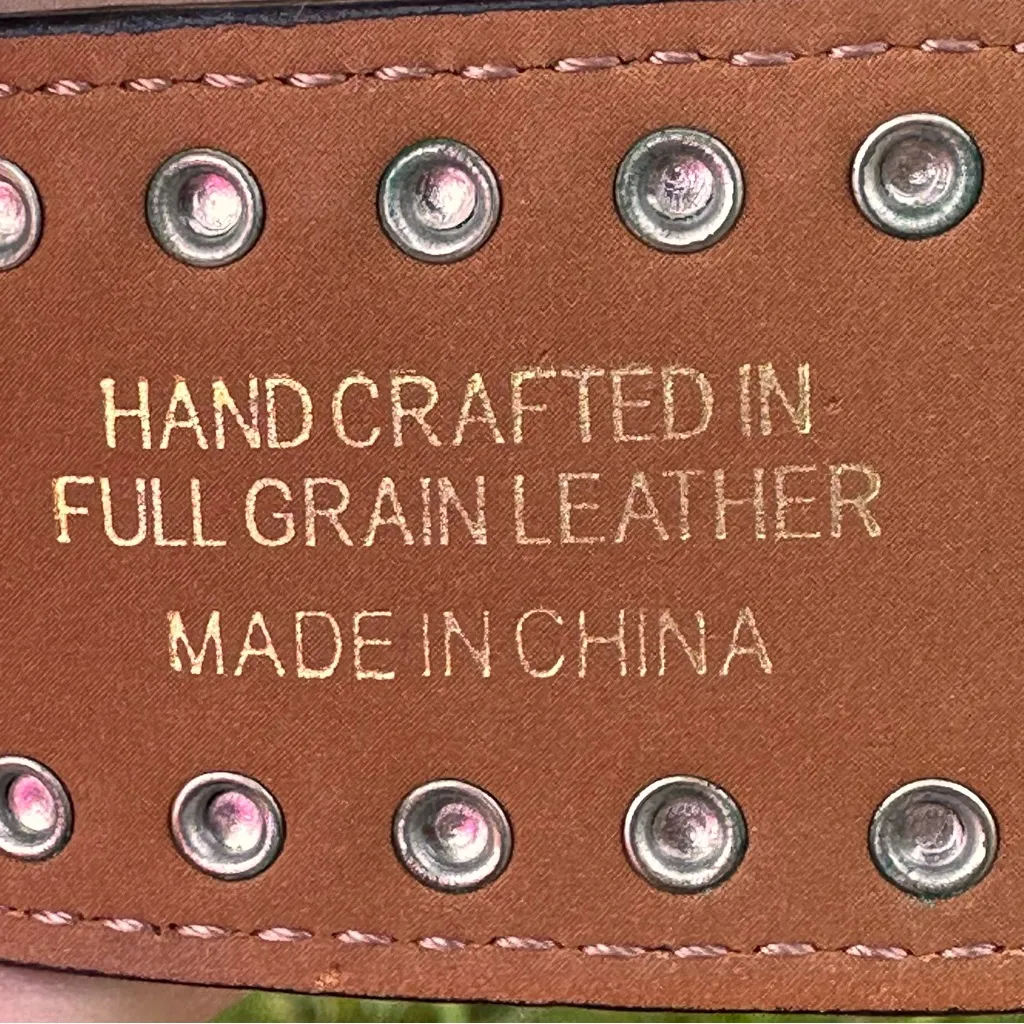 HAND CRAFTED IN
FULL GRAIN LEATHER
MADE IN CHINA